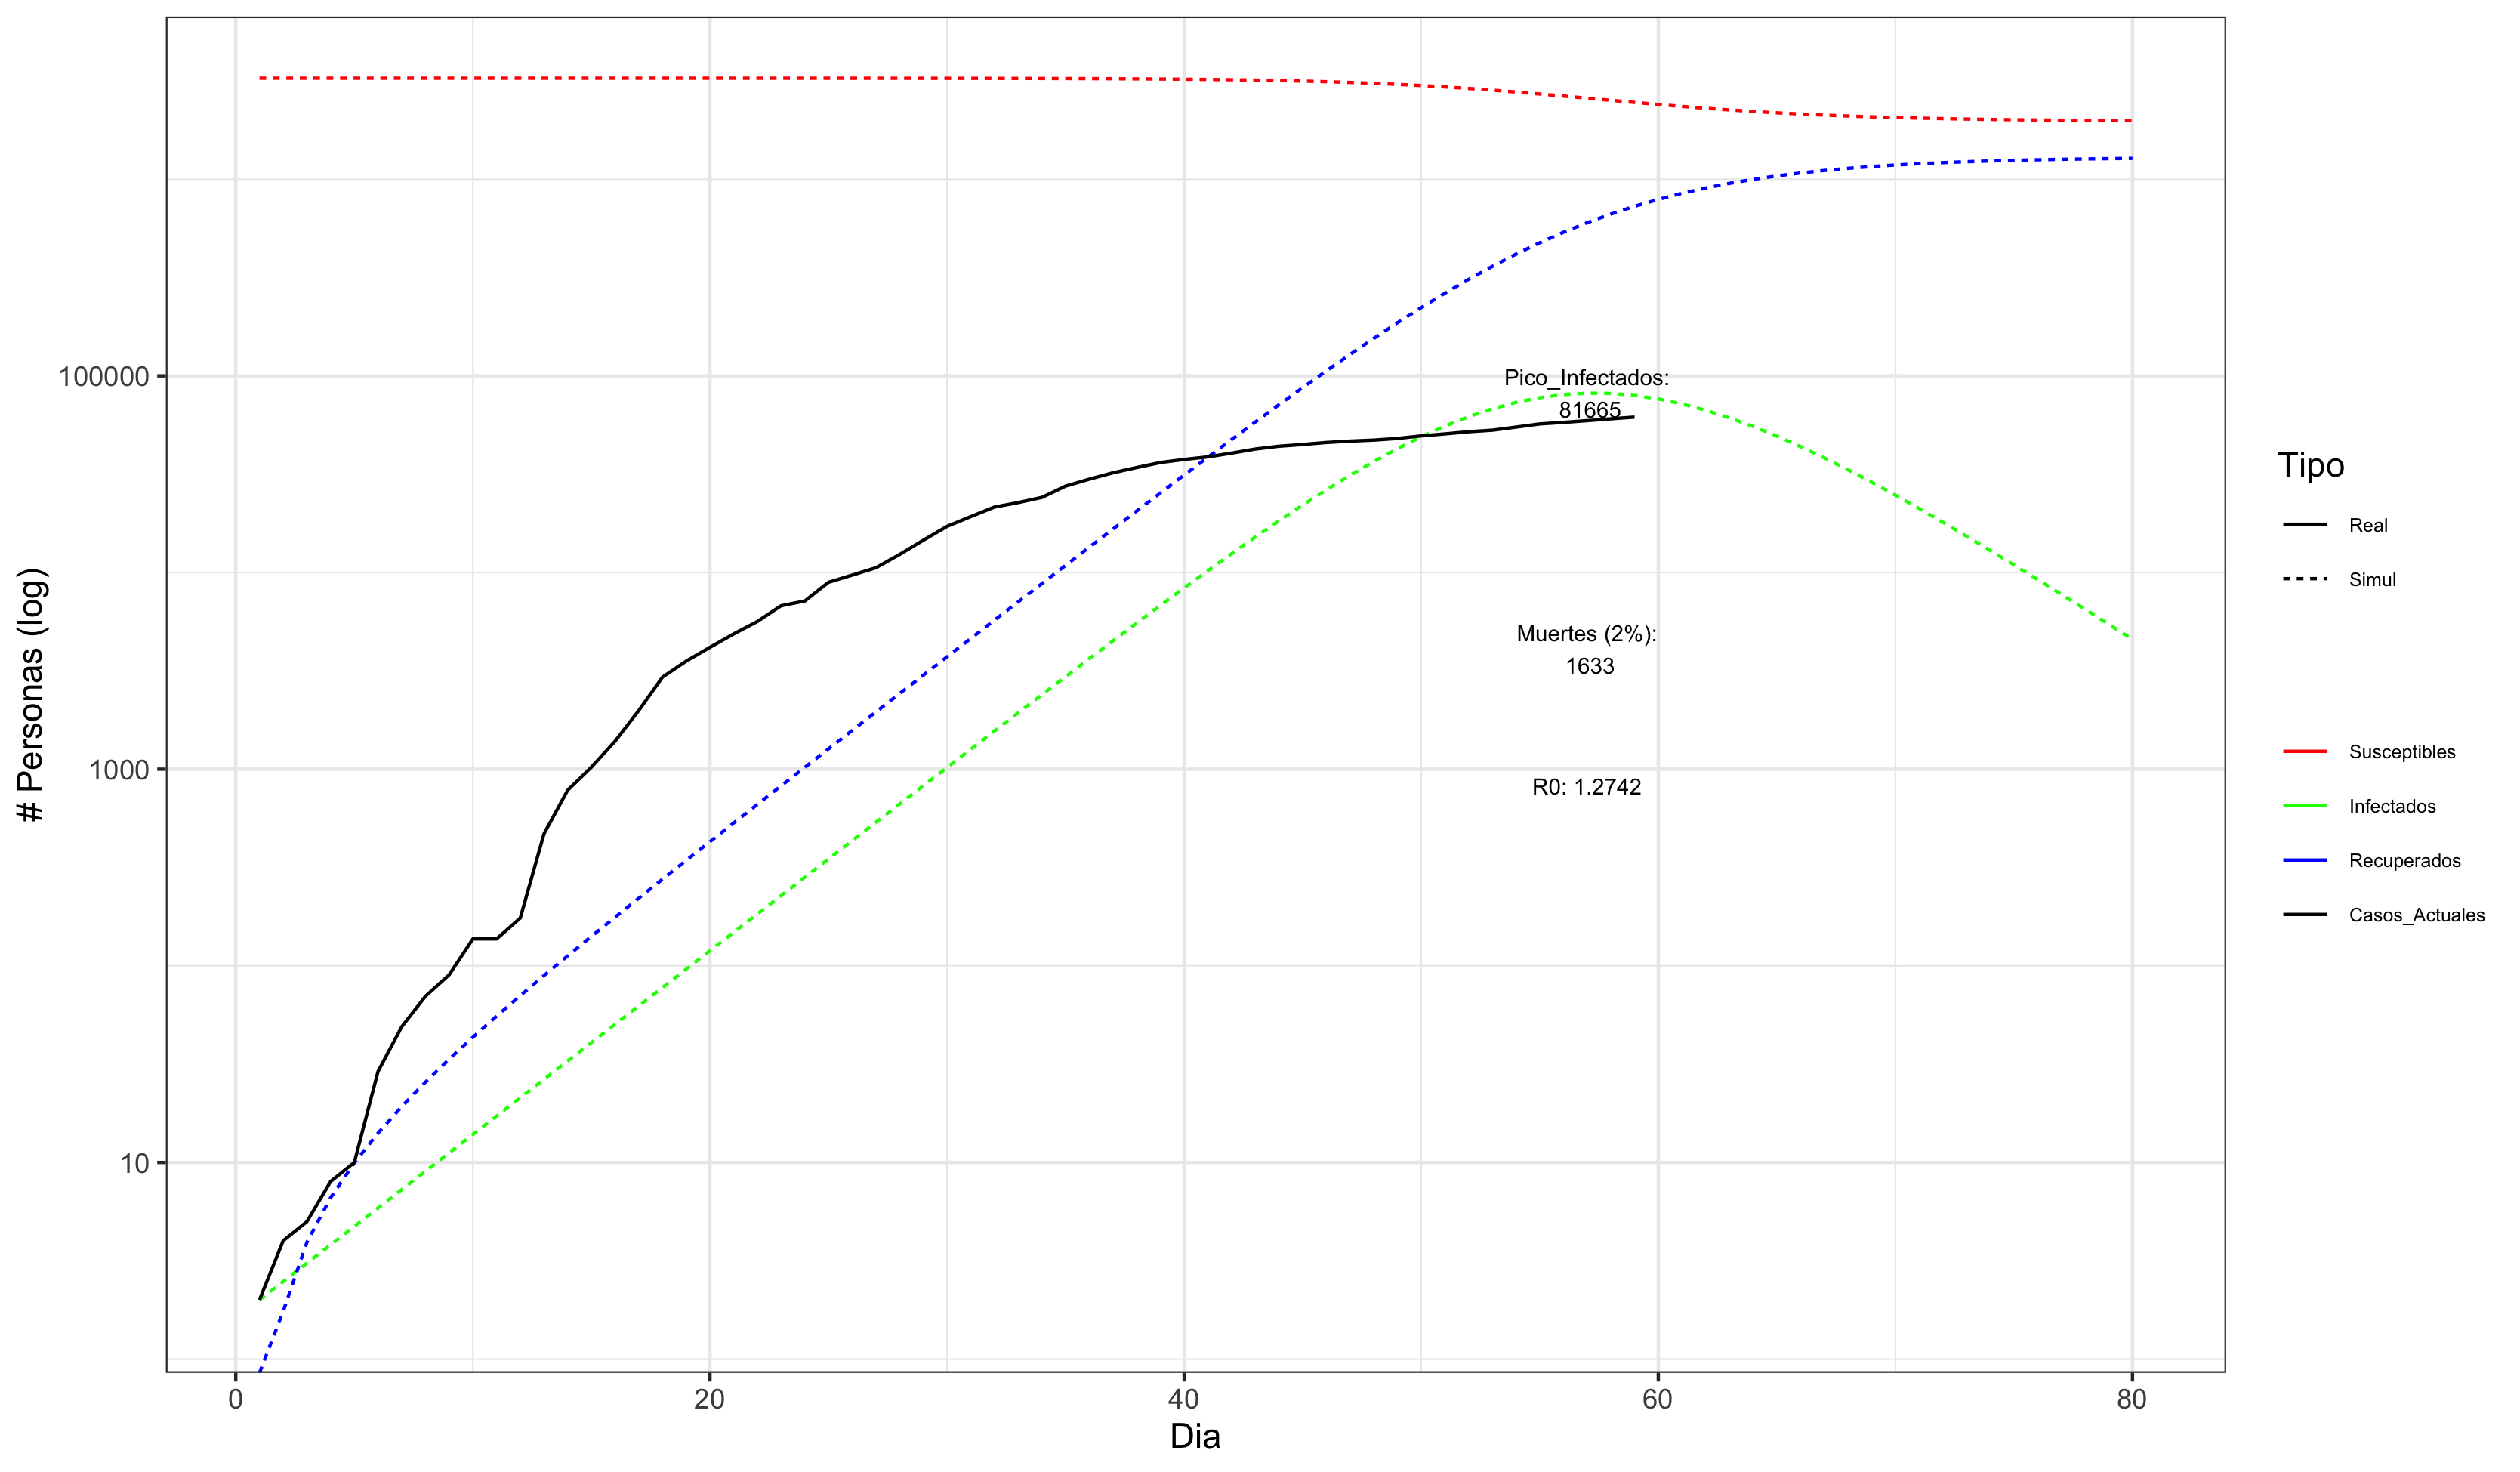 # Personas (log)
100000
1000
10
Pico_Infectados:
81665
Muertes (2%):
1633
R0: 1.2742
0
20
40
60
80
Dia
Tipo
Real
Simul
Susceptibles
Infectados
Recuperados
Casos_Actuales